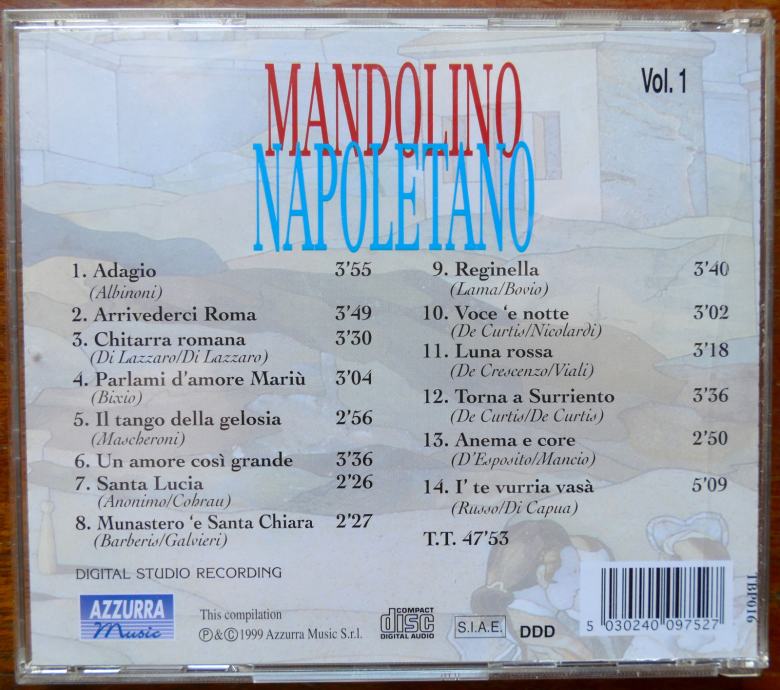 Vol. 1
MANDOLINO
NAPOLETANO
1. Adagio 3'55
(Albinoni)
2. Arrivederci Roma 3'49
3. Chitarra romana 3'30
(Di Lazzaro/Di Lazzaro)
4. Parlami d'amore Mariù 3'04
(Bixio)
5. Il tango della gelosia 2'56
(Mascheroni)
6. Un amore così grande 3'36
7. Santa Lucia 2'26
(Anonimo/Cobrau)
8. Munastero 'e Santa Chiara 2'27
(Barberis/Galvieri)
9. Reginella 3'40
(Lama/Bovio)
10. Voce 'e notte 3'02
(De Curtis/Nicolardi)
11. Luna rossa 3'18
(De Crescenzo/Viali)
12. Torna a Surriento 3'36
(De Curtis/De Curtis)
13. Anema e core 2'50
(D'Esposito/Mancio)
14. I' te vurria vasà 5'09
(Russo/Di Capua)
T.T. 47'53
DIGITAL STUDIO RECORDING
AZZURRA
Music
This compilation
℗&© 1999 Azzurra Music S.r.l.
COMPACT
disc
DIGITAL AUDIO
S.I.A.E.
DDD
5 030240 097527
TBP016